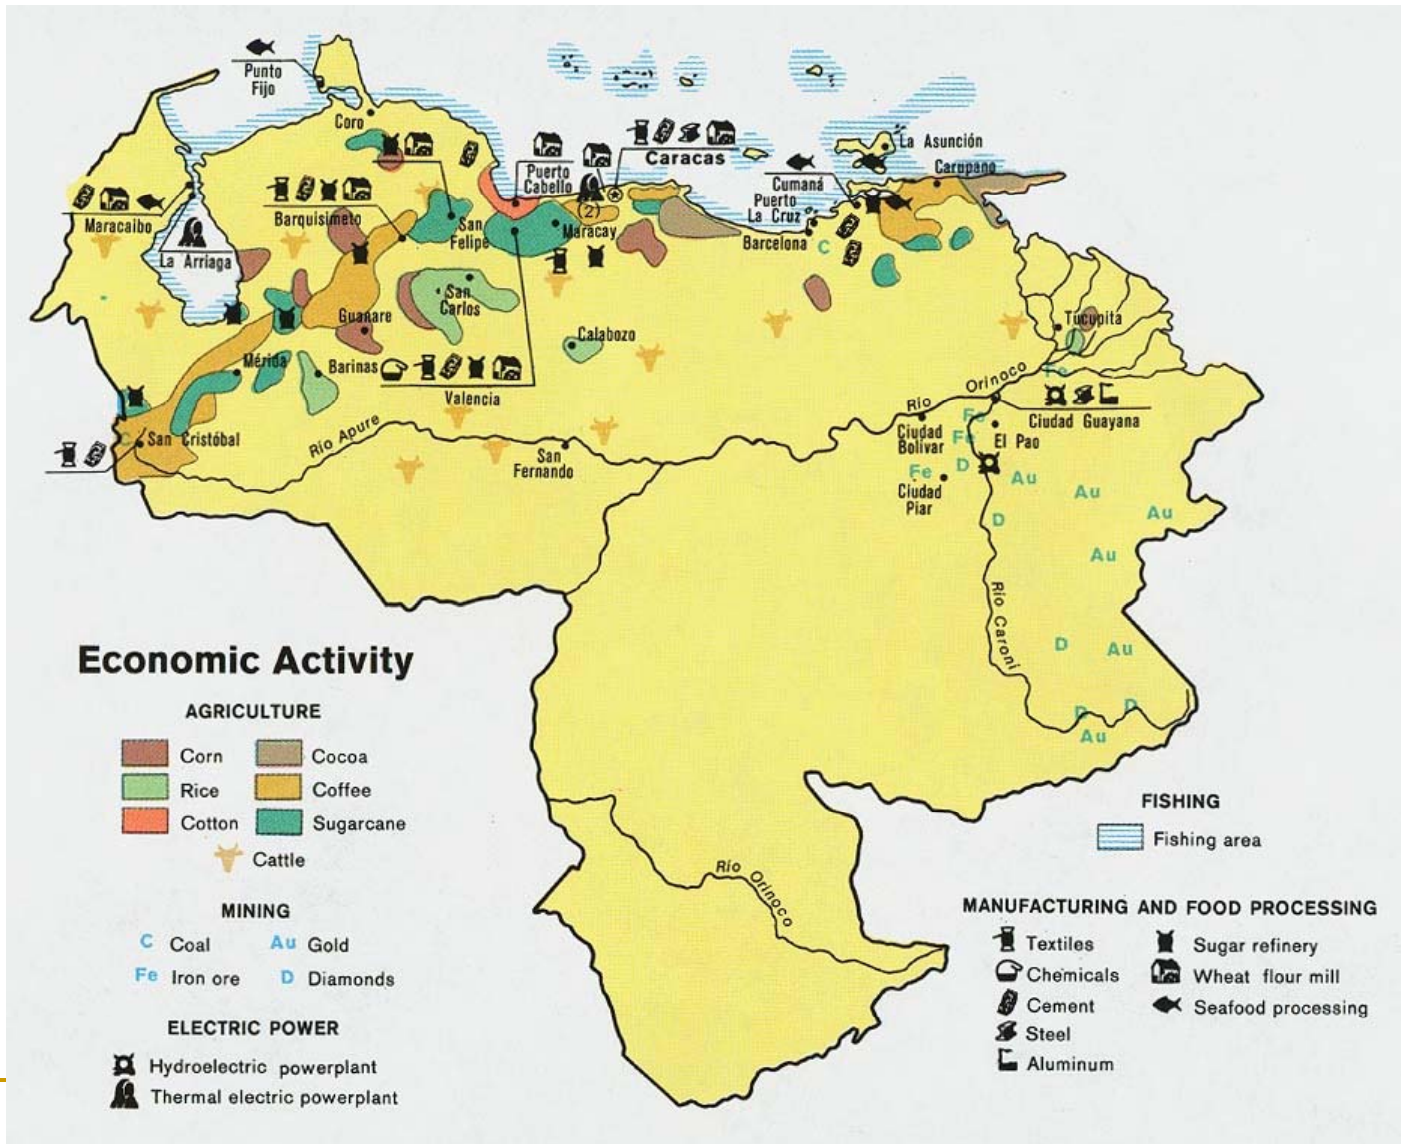 Punto
Fijo
Coro
La Asunción
Carúpano
Caracas
Puerto
Cabello
Cumaná
Puerto
La Cruz
Barcelona
C
Maracaibo
Barquisimeto
San
Felipe
(2)
Maracay
La Arriaga
San
Carlos
Guanare
Calabozo
Tucupita
Mérida
Barinas
Valencia
Río Orinoco
Fe
Ciudad Guayana
Fe
Ciudad
Bolívar
Fe
El Pao
Fe
D
Au
Au
Ciudad
Piar
Au
D
Au
C
San Cristóbal
Río Apure
San
Fernando
Río Caroní
D
Au
D
D
Au
Río Orinoco
Economic Activity
AGRICULTURE
Corn
Cocoa
Rice
Coffee
Cotton
Sugarcane
Cattle
MINING
C Coal
Au Gold
Fe Iron ore
D Diamonds
ELECTRIC POWER
Hydroelectric powerplant
Thermal electric powerplant
FISHING
Fishing area
MANUFACTURING AND FOOD PROCESSING
Textiles
Sugar refinery
Chemicals
Wheat flour mill
Cement
Seafood processing
Steel
Aluminum